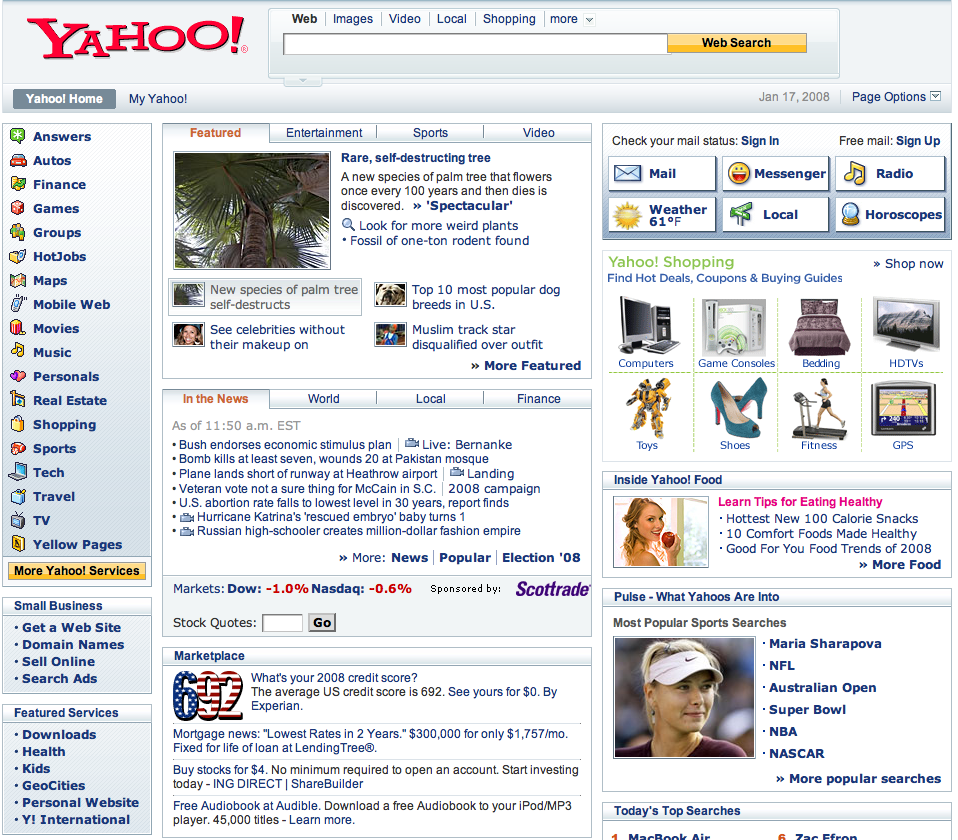 YAHOO!®
Web Images Video Local Shopping more
Web Search
Yahoo! Home My Yahoo!
Jan 17, 2008 Page Options
Answers
Autos
Finance
Games
Groups
HotJobs
Maps
Mobile Web
Movies
Music
Personals
Real Estate
Shopping
Sports
Tech
Travel
TV
Yellow Pages
More Yahoo! Services
Small Business
• Get a Web Site
• Domain Names
• Sell Online
• Search Ads
Featured Services
• Downloads
• Health
• Kids
• GeoCities
• Personal Website
• Y! International
Featured Entertainment Sports Video
Rare, self-destructing tree
A new species of palm tree that flowers
once every 100 years and then dies is
discovered. » 'Spectacular'
Look for more weird plants
• Fossil of one-ton rodent found
New species of palm tree
self-destructs
Top 10 most popular dog
breeds in U.S.
See celebrities without
their makeup on
Muslim track star
disqualified over outfit
» More Featured
In the News World Local Finance
As of 11:50 a.m. EST
• Bush endorses economic stimulus plan | Live: Bernanke
• Bomb kills at least seven, wounds 20 at Pakistan mosque
• Plane lands short of runway at Heathrow airport | Landing
• Veteran vote not a sure thing for McCain in S.C. | 2008 campaign
• U.S. abortion rate falls to lowest level in 30 years, report finds
• Hurricane Katrina's 'rescued embryo' baby turns 1
• Russian high-schooler creates million-dollar fashion empire
» More: News | Popular | Election '08
Markets: Dow: -1.0% Nasdaq: -0.6% Sponsored by: Scottrade
Stock Quotes: Go
Marketplace
692
What's your 2008 credit score?
The average US credit score is 692. See yours for $0. By
Experian.
Mortgage news: "Lowest Rates in 2 Years." $300,000 for only $1,757/mo.
Fixed for life of loan at LendingTree®.
Buy stocks for $4. No minimum required to open an account. Start investing
today - ING DIRECT | ShareBuilder
Free Audiobook at Audible. Download a free Audiobook to your iPod/MP3
player. 45,000 titles - Learn more.
Check your mail status: Sign In Free mail: Sign Up
Mail Messenger Radio
Weather
61°F
Local Horoscopes
Yahoo! Shopping » Shop now
Find Hot Deals, Coupons & Buying Guides
Computers Game Consoles Bedding HDTVs
Toys Shoes Fitness GPS
Inside Yahoo! Food
Learn Tips for Eating Healthy
· Hottest New 100 Calorie Snacks
· 10 Comfort Foods Made Healthy
· Good For You Food Trends of 2008
» More Food
Pulse - What Yahoos Are Into
Most Popular Sports Searches
· Maria Sharapova
· NFL
· Australian Open
· Super Bowl
· NBA
· NASCAR
» More popular searches
Today's Top Searches
1. MacBook Air 6. Zac Efron